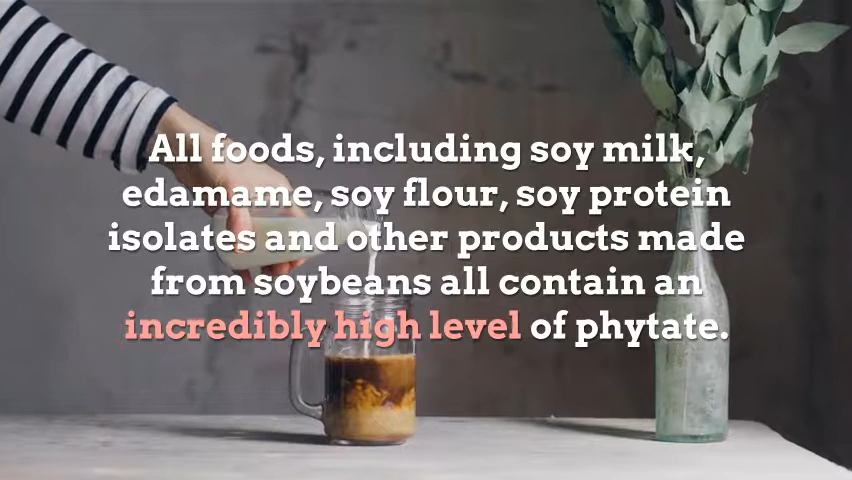 All foods, including soy milk,
edamame, soy flour, soy protein
isolates and other products made
from soybeans all contain an
incredibly high level of phytate.